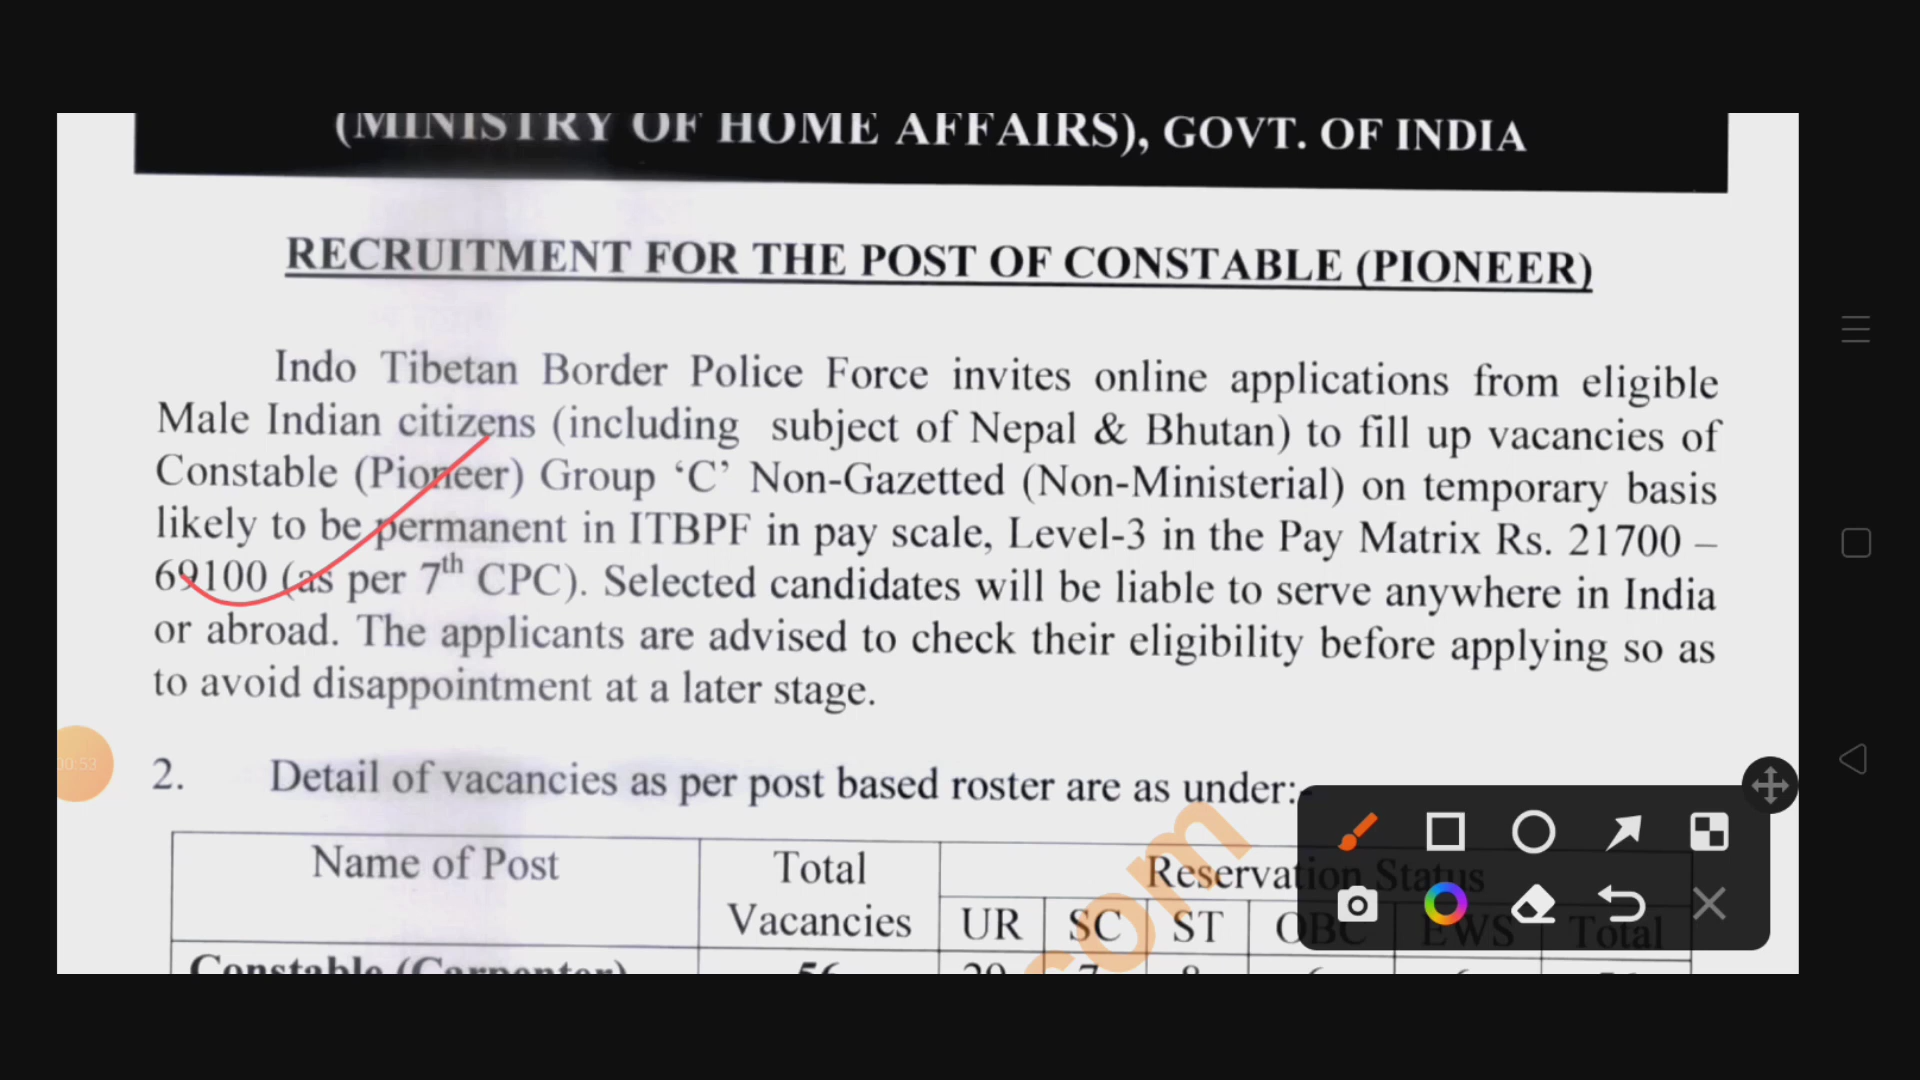 (MINISTRY OF HOME AFFAIRS), GOVT. OF INDIA
RECRUITMENT FOR THE POST OF CONSTABLE (PIONEER)
Indo Tibetan Border Police Force invites online applications from eligible
Male Indian citizens (including subject of Nepal & Bhutan) to fill up vacancies of
Constable (Pioneer) Group ‘C’ Non-Gazetted (Non-Ministerial) on temporary basis
likely to be permanent in ITBPF in pay scale, Level-3 in the Pay Matrix Rs. 21700 –
69100 (as per 7th CPC). Selected candidates will be liable to serve anywhere in India
or abroad. The applicants are advised to check their eligibility before applying so as
to avoid disappointment at a later stage.
00:53
2. Detail of vacancies as per post based roster are as under:-
Name of Post Total Vacancies Reservation Status
UR SC ST OBC EWS Total
Constable (Carpenter) 56
com